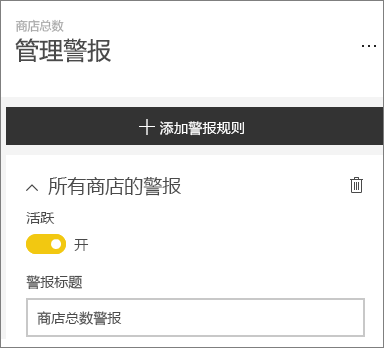 商店总数
管理警报
添加警报规则
所有商店的警报
活跃
开
警报标题
商店总数警报